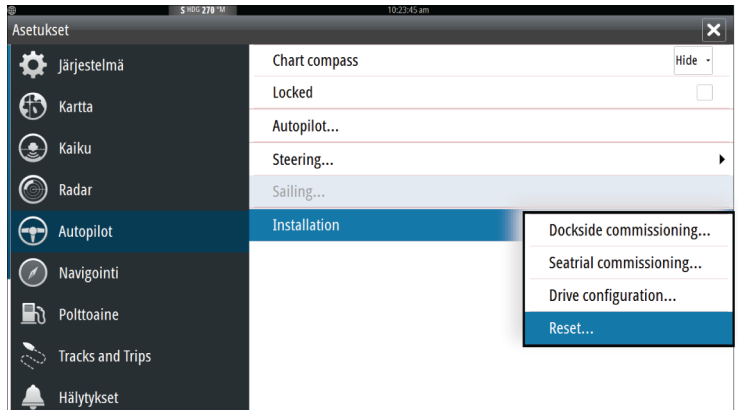 S HDG 270 °M
10:23:45 am
Asetukset
Järjestelmä
Kartta
Kaiku
Radar
Autopilot
Navigointi
Polttoaine
Tracks and Trips
Hälytykset
Chart compass
Hide
Locked
Autopilot...
Steering...
Sailing...
Installation
Dockside commissioning...
Seatrial commissioning...
Drive configuration...
Reset...